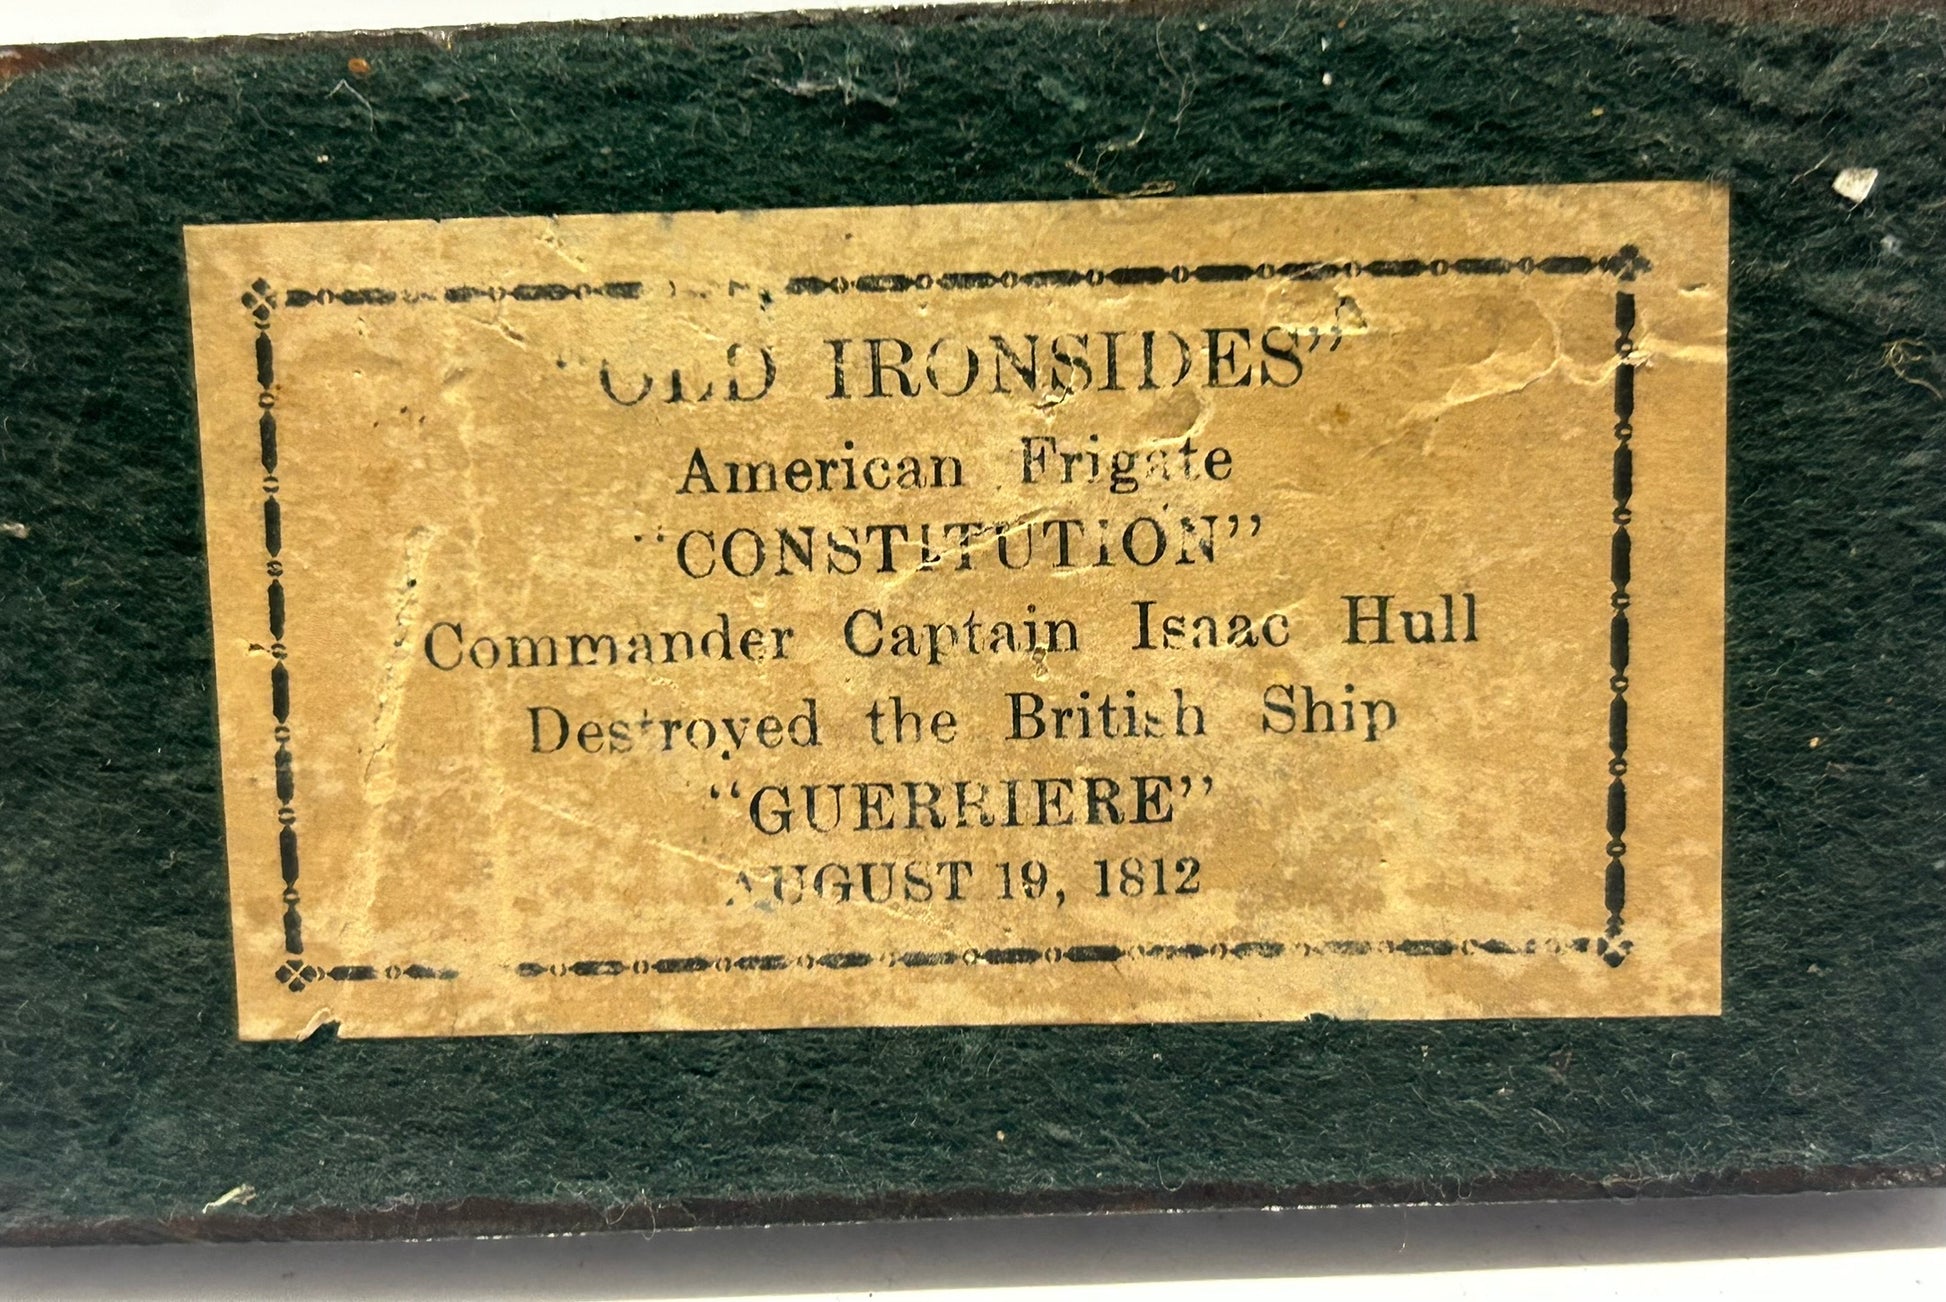 "OLD IRONSIDES"
American Frigate
"CONSTITUTION"
Commander Captain Isaac Hull
Destroyed the British Ship
"GUERRIERE"
AUGUST 19, 1812